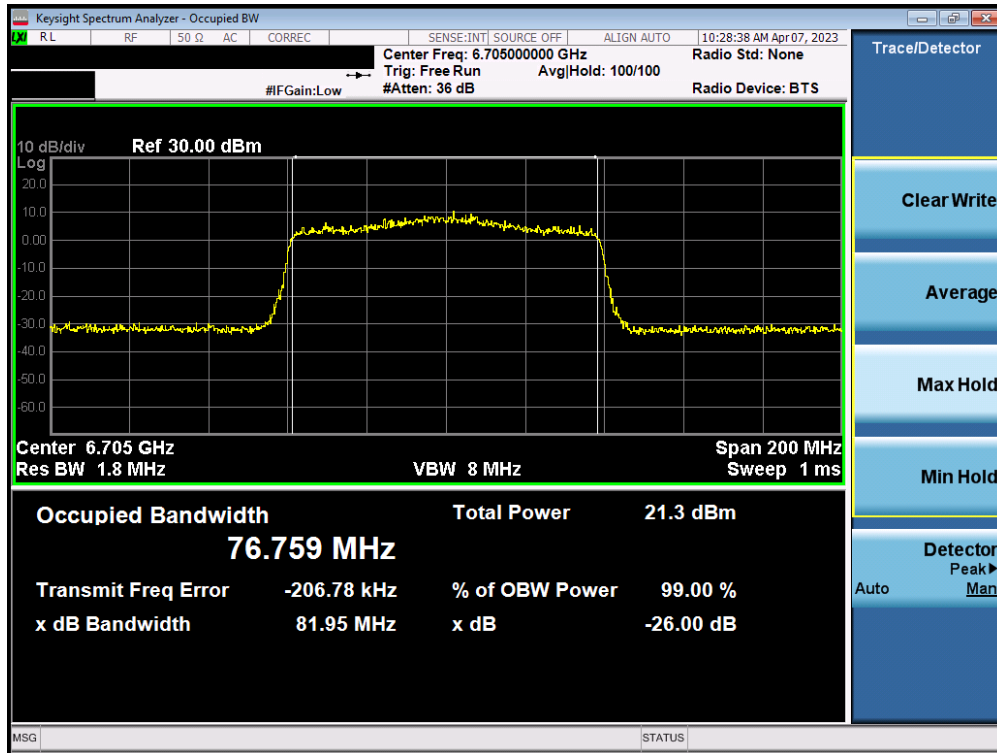 Keysight Spectrum Analyzer - Occupied BW
LXI RL RF 50 Ω AC CORREC SENSE:INT SOURCE OFF ALIGN AUTO 10:28:38 AM Apr 07, 2023
Center Freq: 6.705000000 GHz Radio Std: None
Trig: Free Run Avg|Hold: 100/100
#IFGain:Low #Atten: 36 dB Radio Device: BTS
10 dB/div Ref 30.00 dBm
Log
20.0
10.0
0.00
-10.0
-20.0
-30.0
-40.0
-50.0
-60.0
Center 6.705 GHz Span 200 MHz
Res BW 1.8 MHz VBW 8 MHz Sweep 1 ms
Occupied Bandwidth Total Power 21.3 dBm
76.759 MHz
Transmit Freq Error -206.78 kHz % of OBW Power 99.00 %
x dB Bandwidth 81.95 MHz x dB -26.00 dB
MSG STATUS
Trace/Detector
Clear Write
Average
Max Hold
Min Hold
Detector
Peak▶
Auto Man